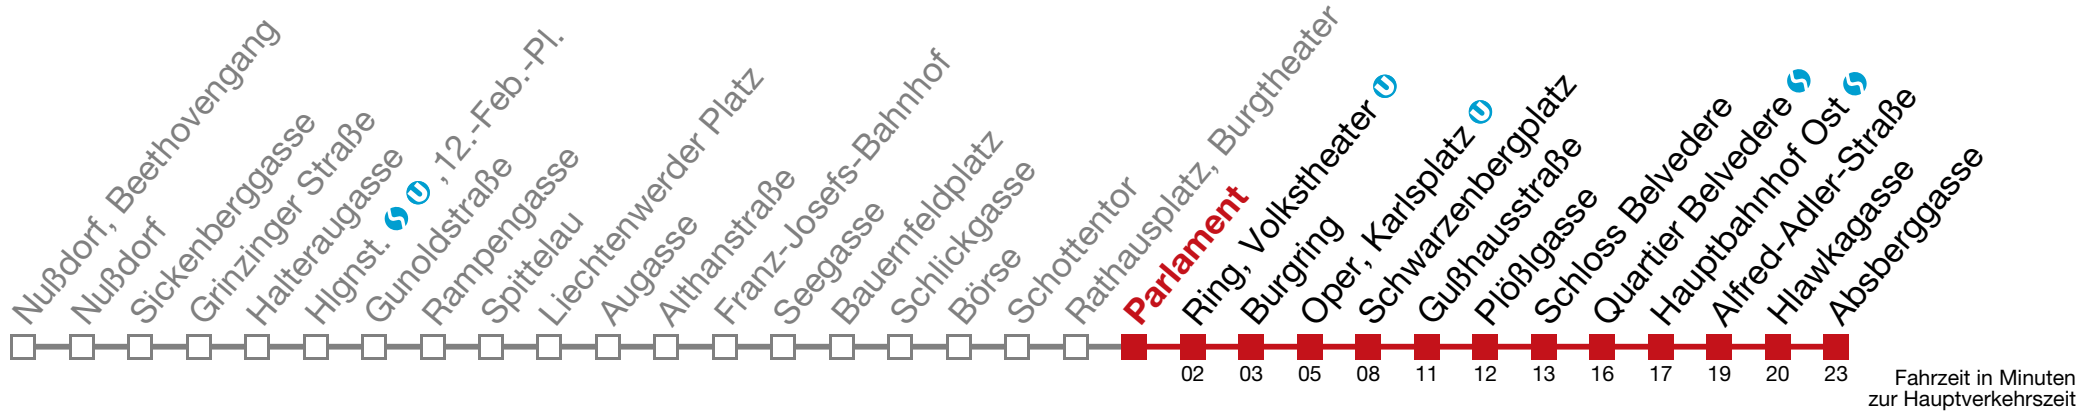 Nußdorf, Beethovengang
Nußdorf
Sickenberggasse
Grinzinger Straße
Halteraugasse
Hlgnst. S U , 12.-Feb.-Pl.
Gunoldstraße
Rampengasse
Spittelau
Liechtenwerder Platz
Augasse
Althanstraße
Franz-Josefs-Bahnhof
Seegasse
Bauernfeldplatz
Schlickgasse
Börse
Schottentor
Rathausplatz, Burgtheater
Parlament
Ring, Volkstheater U
Burgring
Oper, Karlsplatz U
Schwarzenbergplatz
Gußhausstraße
Plößlgasse
Schloss Belvedere
Quartier Belvedere S
Hauptbahnhof Ost S
Alfred-Adler-Straße
Hlawkagasse
Absberggasse
02 03 05 08 11 12 13 16 17 19 20 23
Fahrzeit in Minuten
zur Hauptverkehrszeit